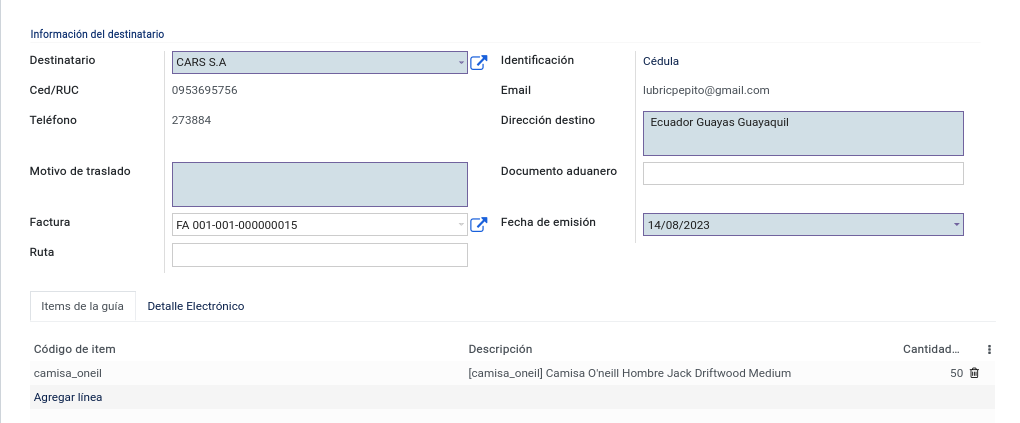 Información del destinatario
Destinatario CARS S.A Identificación Cédula
Ced/RUC 0953695756 Email lubricpepito@gmail.com
Teléfono 273884 Dirección destino Ecuador Guayas Guayaquil
Motivo de traslado Documento aduanero
Factura FA 001-001-000000015 Fecha de emisión 14/08/2023
Ruta
Items de la guía Detalle Electrónico
Código de item Descripción Cantidad...
camisa_oneil [camisa_oneil] Camisa O'neill Hombre Jack Driftwood Medium 50
Agregar línea